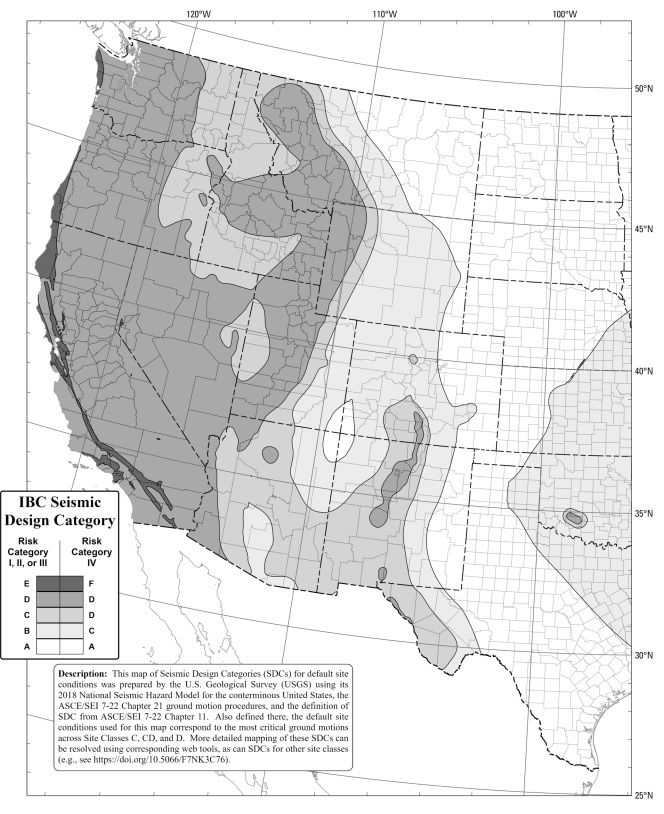 120°W
110°W
100°W
50°N
45°N
40°N
35°N
30°N
25°N
IBC Seismic
Design Category
Risk
Category
I, II, or III
Risk
Category
IV
E F
D D
C D
B C
A A
Description: This map of Seismic Design Categories (SDCs) for default site
conditions was prepared by the U.S. Geological Survey (USGS) using its
2018 National Seismic Hazard Model for the conterminous United States, the
ASCE/SEI 7-22 Chapter 21 ground motion procedures, and the definition of
SDC from ASCE/SEI 7-22 Chapter 11. Also defined there, the default site
conditions used for this map correspond to the most critical ground motions
across Site Classes C, CD, and D. More detailed mapping of these SDCs can
be resolved using corresponding web tools, as can SDCs for other site classes
(e.g., see https://doi.org/10.5066/F7NK3C76).